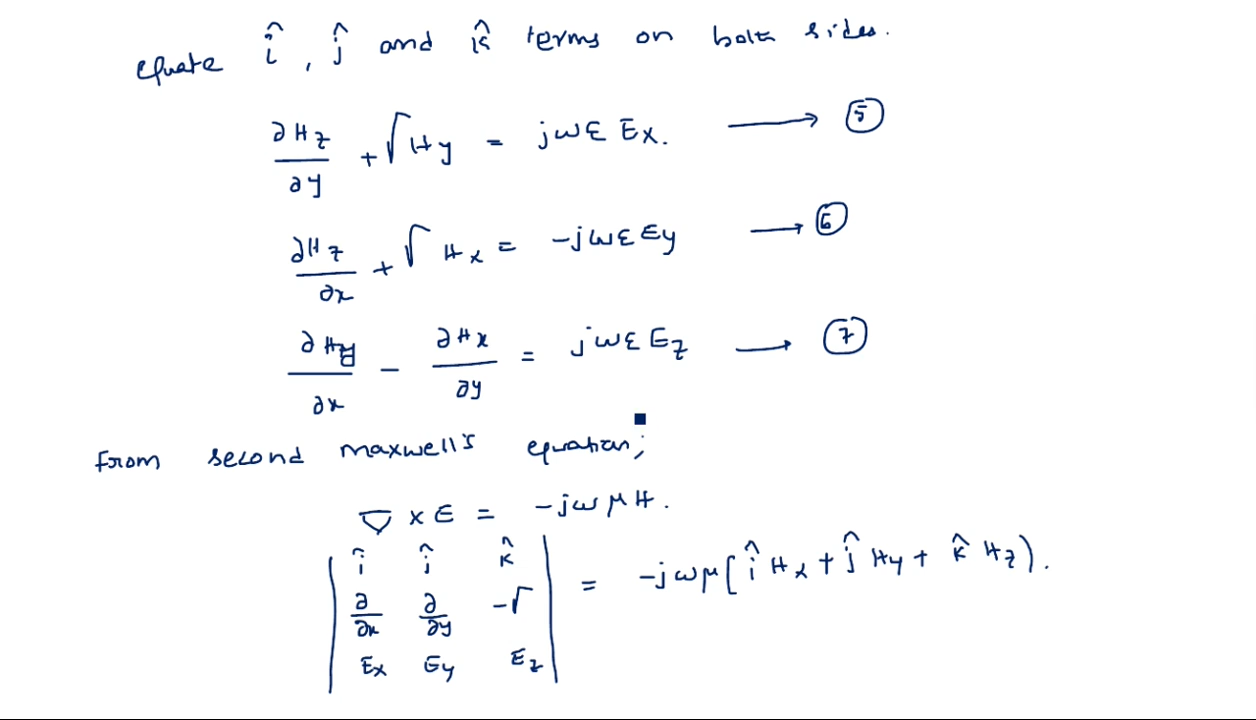 equate î , ĵ and k̂ terms on both sides.
∂Hz/∂y + ΓHy = jωε Ex. ⟶ ⑤
∂Hz/∂x + Γ Hx = -jωε Ey ⟶ ⑥
∂Hy/∂x - ∂Hx/∂y = jωε Ez ⟶ ⑦
From second maxwell's equation;
∇ x E = -jωμH.
| î ĵ k̂ |
| ∂/∂x ∂/∂y -Γ | = -jωμ[î Hx + ĵ Hy + k̂ Hz).
| Ex Ey Ez |